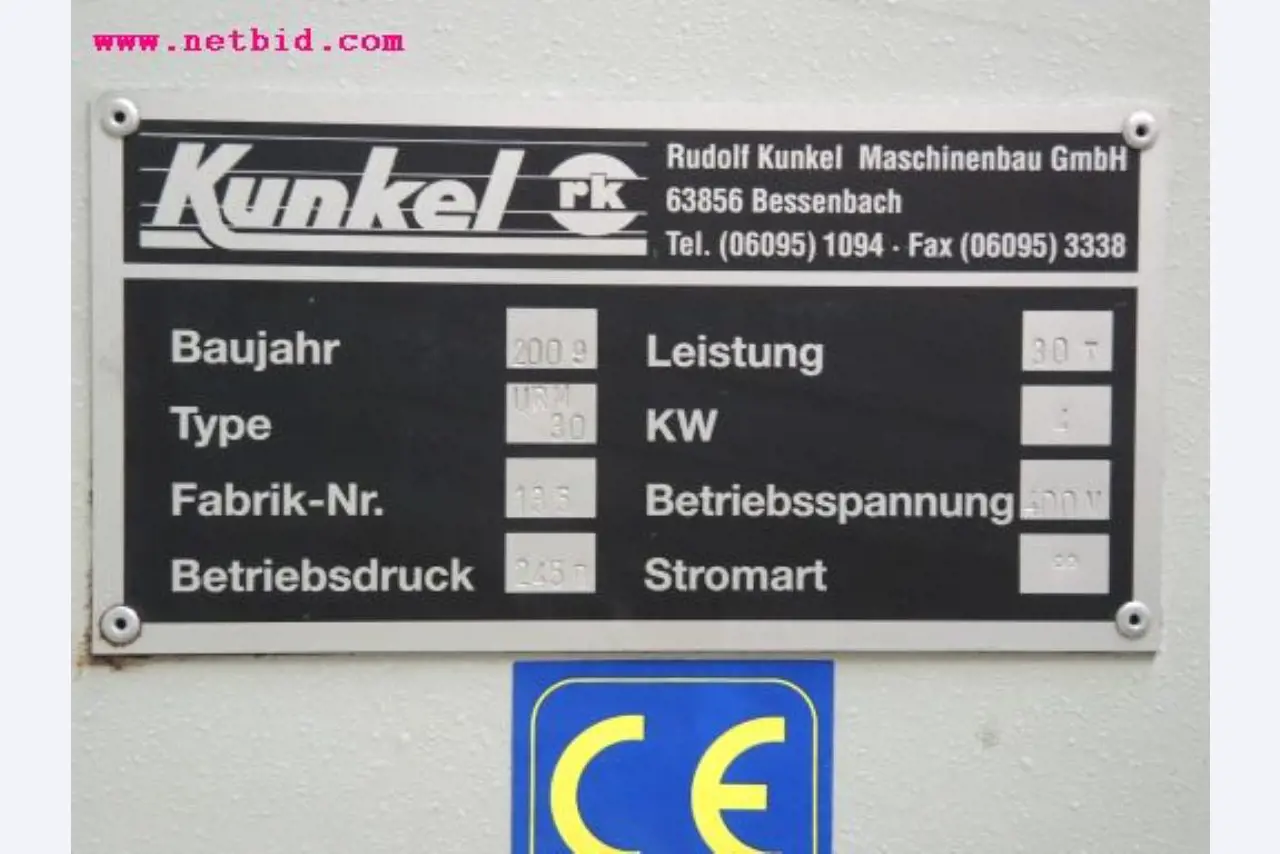 www.netbid.com
Kunkel rk
Rudolf Kunkel Maschinenbau GmbH
63856 Bessenbach
Tel. (06095) 1094 · Fax (06095) 3338
Baujahr 2009 Leistung 30 T
Type URM 30 KW
Fabrik-Nr. Betriebsspannung 400V
Betriebsdruck Stromart
CE